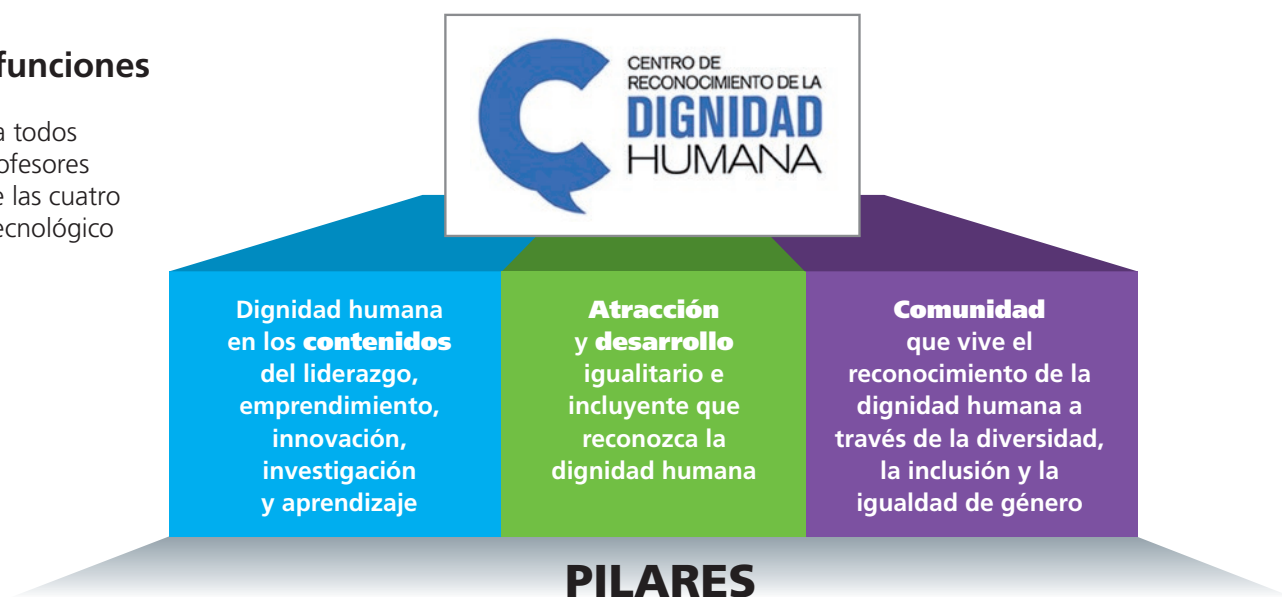 funciones
a todos
ofesores
e las cuatro
ecnológico
CENTRO DE
RECONOCIMIENTO DE LA
DIGNIDAD
HUMANA
Dignidad humana
en los contenidos
del liderazgo,
emprendimiento,
innovación,
investigación
y aprendizaje
Atracción
y desarrollo
igualitario e
incluyente que
reconozca la
dignidad humana
Comunidad
que vive el
reconocimiento de la
dignidad humana a
través de la diversidad,
la inclusión y la
igualdad de género
PILARES